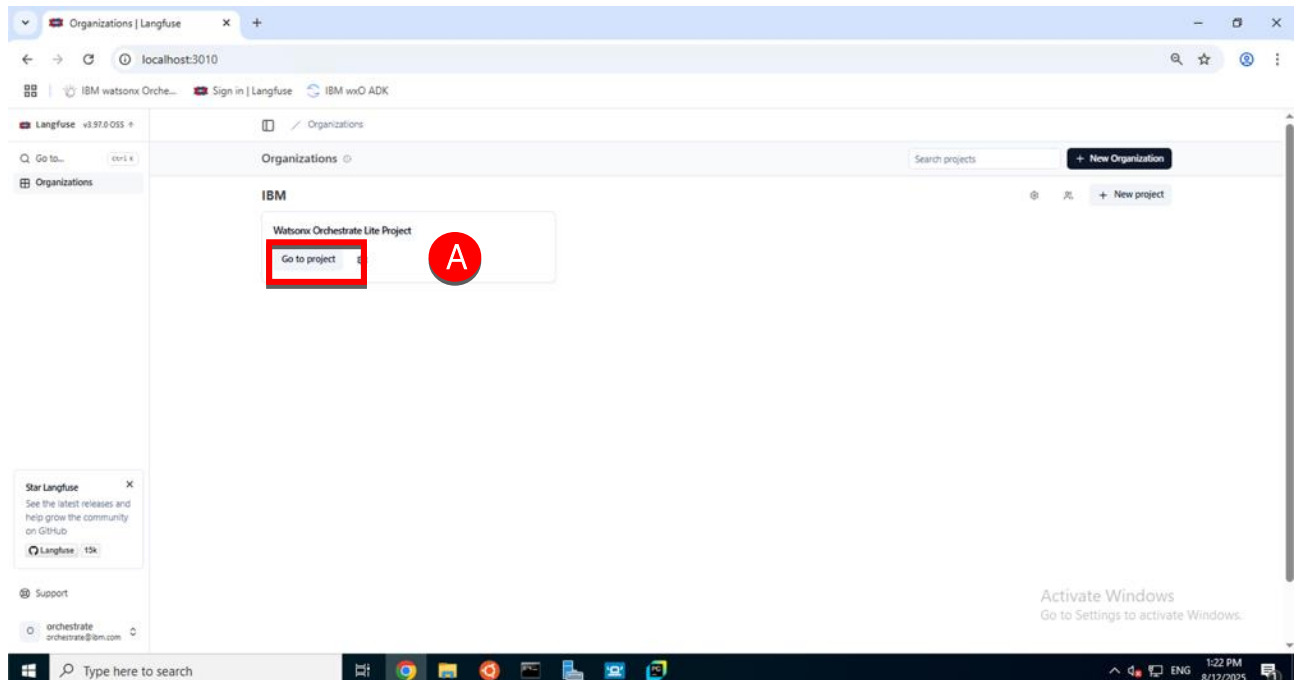 Organizations | Langfuse
localhost:3010
IBM watsonx Orche...
Sign in | Langfuse
IBM wxO ADK
Langfuse v3.97.0 OSS
Organizations
Go to...
Ctrl K
Organizations
Search projects
+ New Organization
Organizations
IBM
+ New project
Watsonx Orchestrate Lite Project
Go to project
A
Star Langfuse
See the latest releases and
help grow the community
on GitHub
Langfuse 15k
Support
Activate Windows
Go to Settings to activate Windows.
O
orchestrate
orchestrate@ibm.com
Type here to search
ENG
1:22 PM
8/12/2025